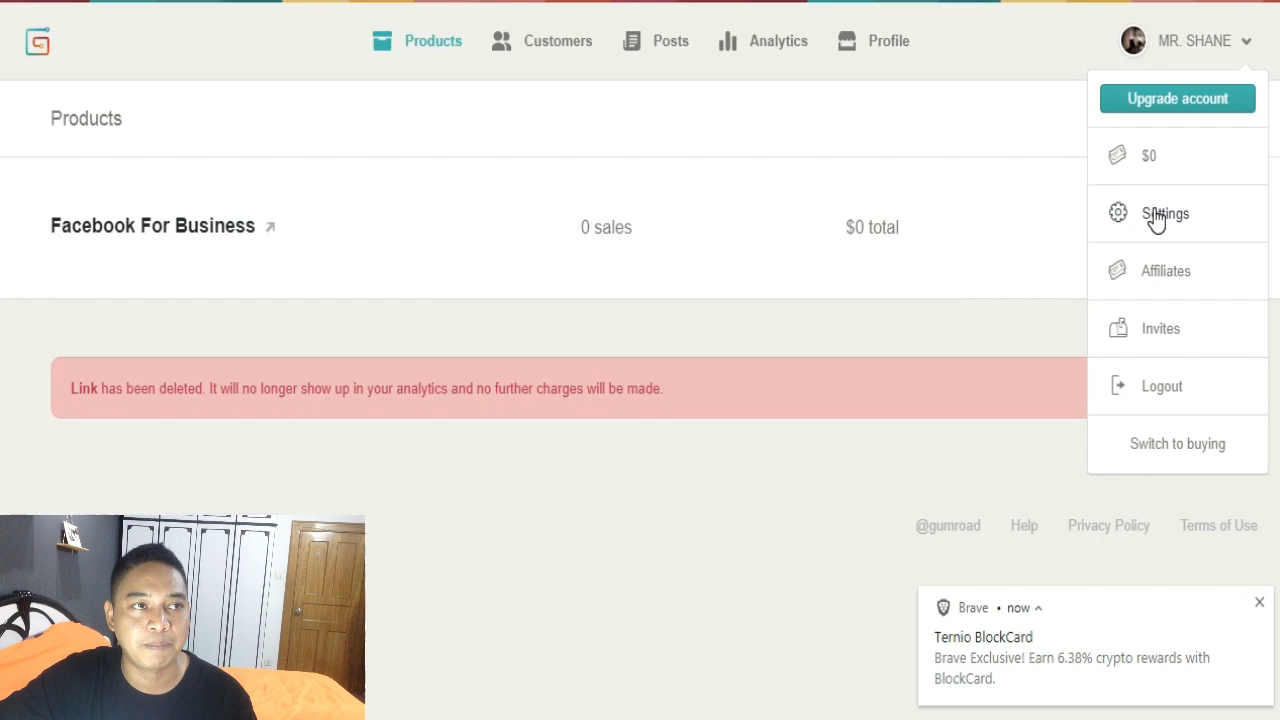 Products
Customers
Posts
Analytics
Profile
MR. SHANE
Upgrade account
$0
Settings
Affiliates
Invites
Logout
Switch to buying
Products
Facebook For Business
0 sales
$0 total
Link has been deleted. It will no longer show up in your analytics and no further charges will be made.
@gumroad
Help
Privacy Policy
Terms of Use
Brave • now
Ternio BlockCard
Brave Exclusive! Earn 6.38% crypto rewards with
BlockCard.